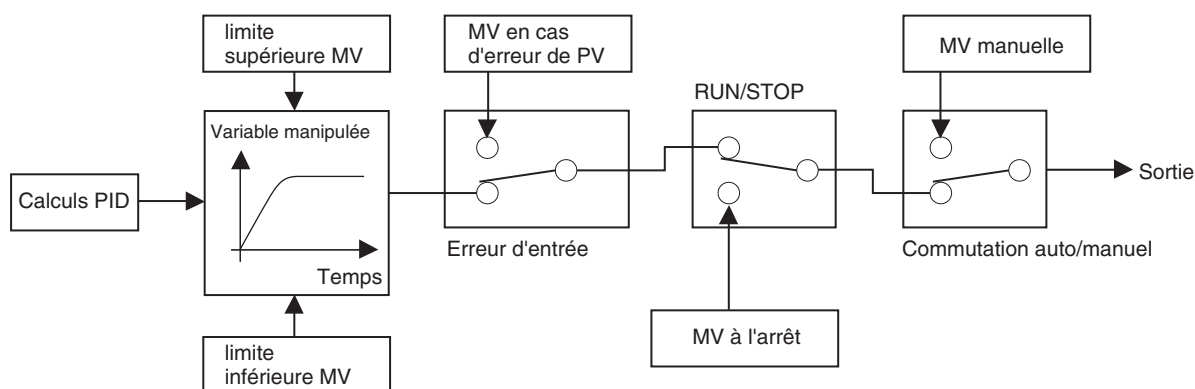 limite
supérieure MV
MV en cas
d'erreur de PV
MV manuelle
RUN/STOP
Variable manipulée
Calculs PID
Temps
Sortie
Erreur d'entrée
Commutation auto/manuel
MV à l'arrêt
limite
inférieure MV